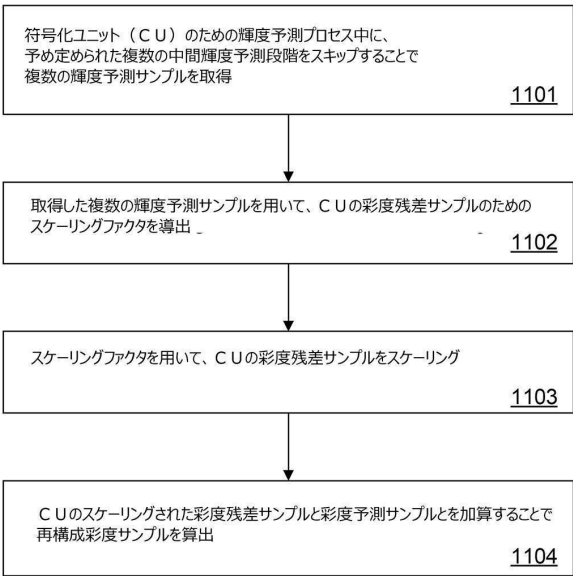 符号化ユニット（ＣＵ）のための輝度予測プロセス中に、
予め定められた複数の中間輝度予測段階をスキップすることで
複数の輝度予測サンプルを取得
1101
取得した複数の輝度予測サンプルを用いて、ＣＵの彩度残差サンプルのための
スケーリングファクタを導出
1102
スケーリングファクタを用いて、ＣＵの彩度残差サンプルをスケーリング
1103
ＣＵのスケーリングされた彩度残差サンプルと彩度予測サンプルとを加算することで
再構成彩度サンプルを算出
1104